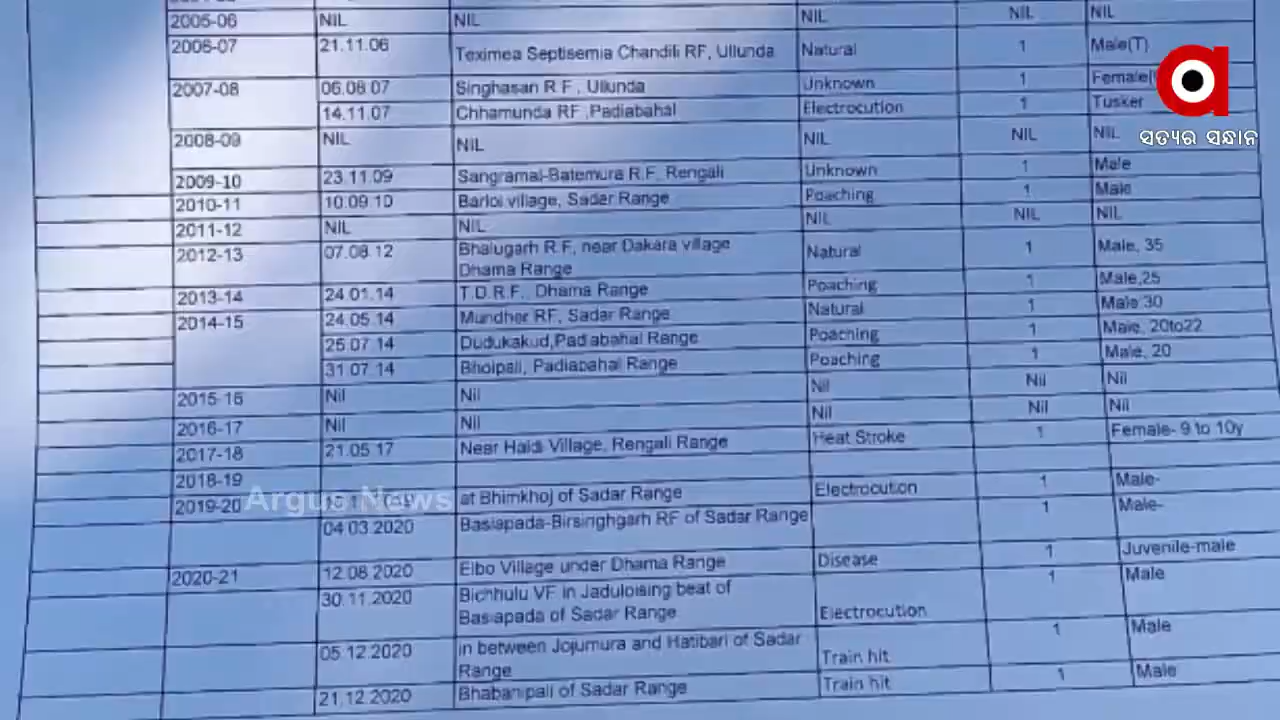 2005-06 NIL NIL NIL NIL NIL
2006-07 21.11.06 Teximea Septisemia Chandili RF, Ullunda Natural 1 Male(T)
2007-08 06.08.07 Singhasan R F , Ullunda Unknown 1 Female(
14.11.07 Chhamunda RF ,Padiabahal Electrocution 1 Tusker
ସତ୍ୟର ସନ୍ଧାନ
2008-09 NIL NIL NIL NIL NIL
2009-10 23.11.09 Sangramal-Batemura R.F, Rengali Unknown 1 Male
2010-11 10.09.10 Barloi village, Sadar Range Poaching 1 Male
2011-12 NIL NIL NIL NIL NIL
2012-13 07.08.12 Bhalugarh R.F, near Dakara village Natural 1 Male, 35
Dhama Range
2013-14 24.01.14 T.D.R.F., Dhama Range Poaching 1 Male,25
2014-15 24.05.14 Mundher RF, Sadar Range Natural 1 Male 30
25.07.14 Dudukakud,Padiabahal Range Poaching 1 Male, 20to22
31.07.14 Bhoipali, Padiabahal Range Poaching 1 Male, 20
2015-16 Nil Nil Nil Nil Nil
2016-17 Nil Nil Nil Nil Nil
2017-18 21.05.17 Near Haldi Village, Rengali Range Heat Stroke 1 Female- 9 to 10y
2018-19
2019-20 at Bhimkhoj of Sadar Range Electrocution 1 Male-
Argus News
04.03.2020 Basiapada-Birsinghgarh RF of Sadar Range 1 Male-
2020-21 12.08.2020 Elbo Village under Dhama Range Disease 1 Juvenile-male
30.11.2020 Bichhulu VF in Jaduloising beat of 1 Male
Basiapada of Sadar Range Electrocution
05.12.2020 in between Jojumura and Hatibari of Sadar 1 Male
Range Train hit
21.12.2020 Bhabanipali of Sadar Range Train hit 1 Male